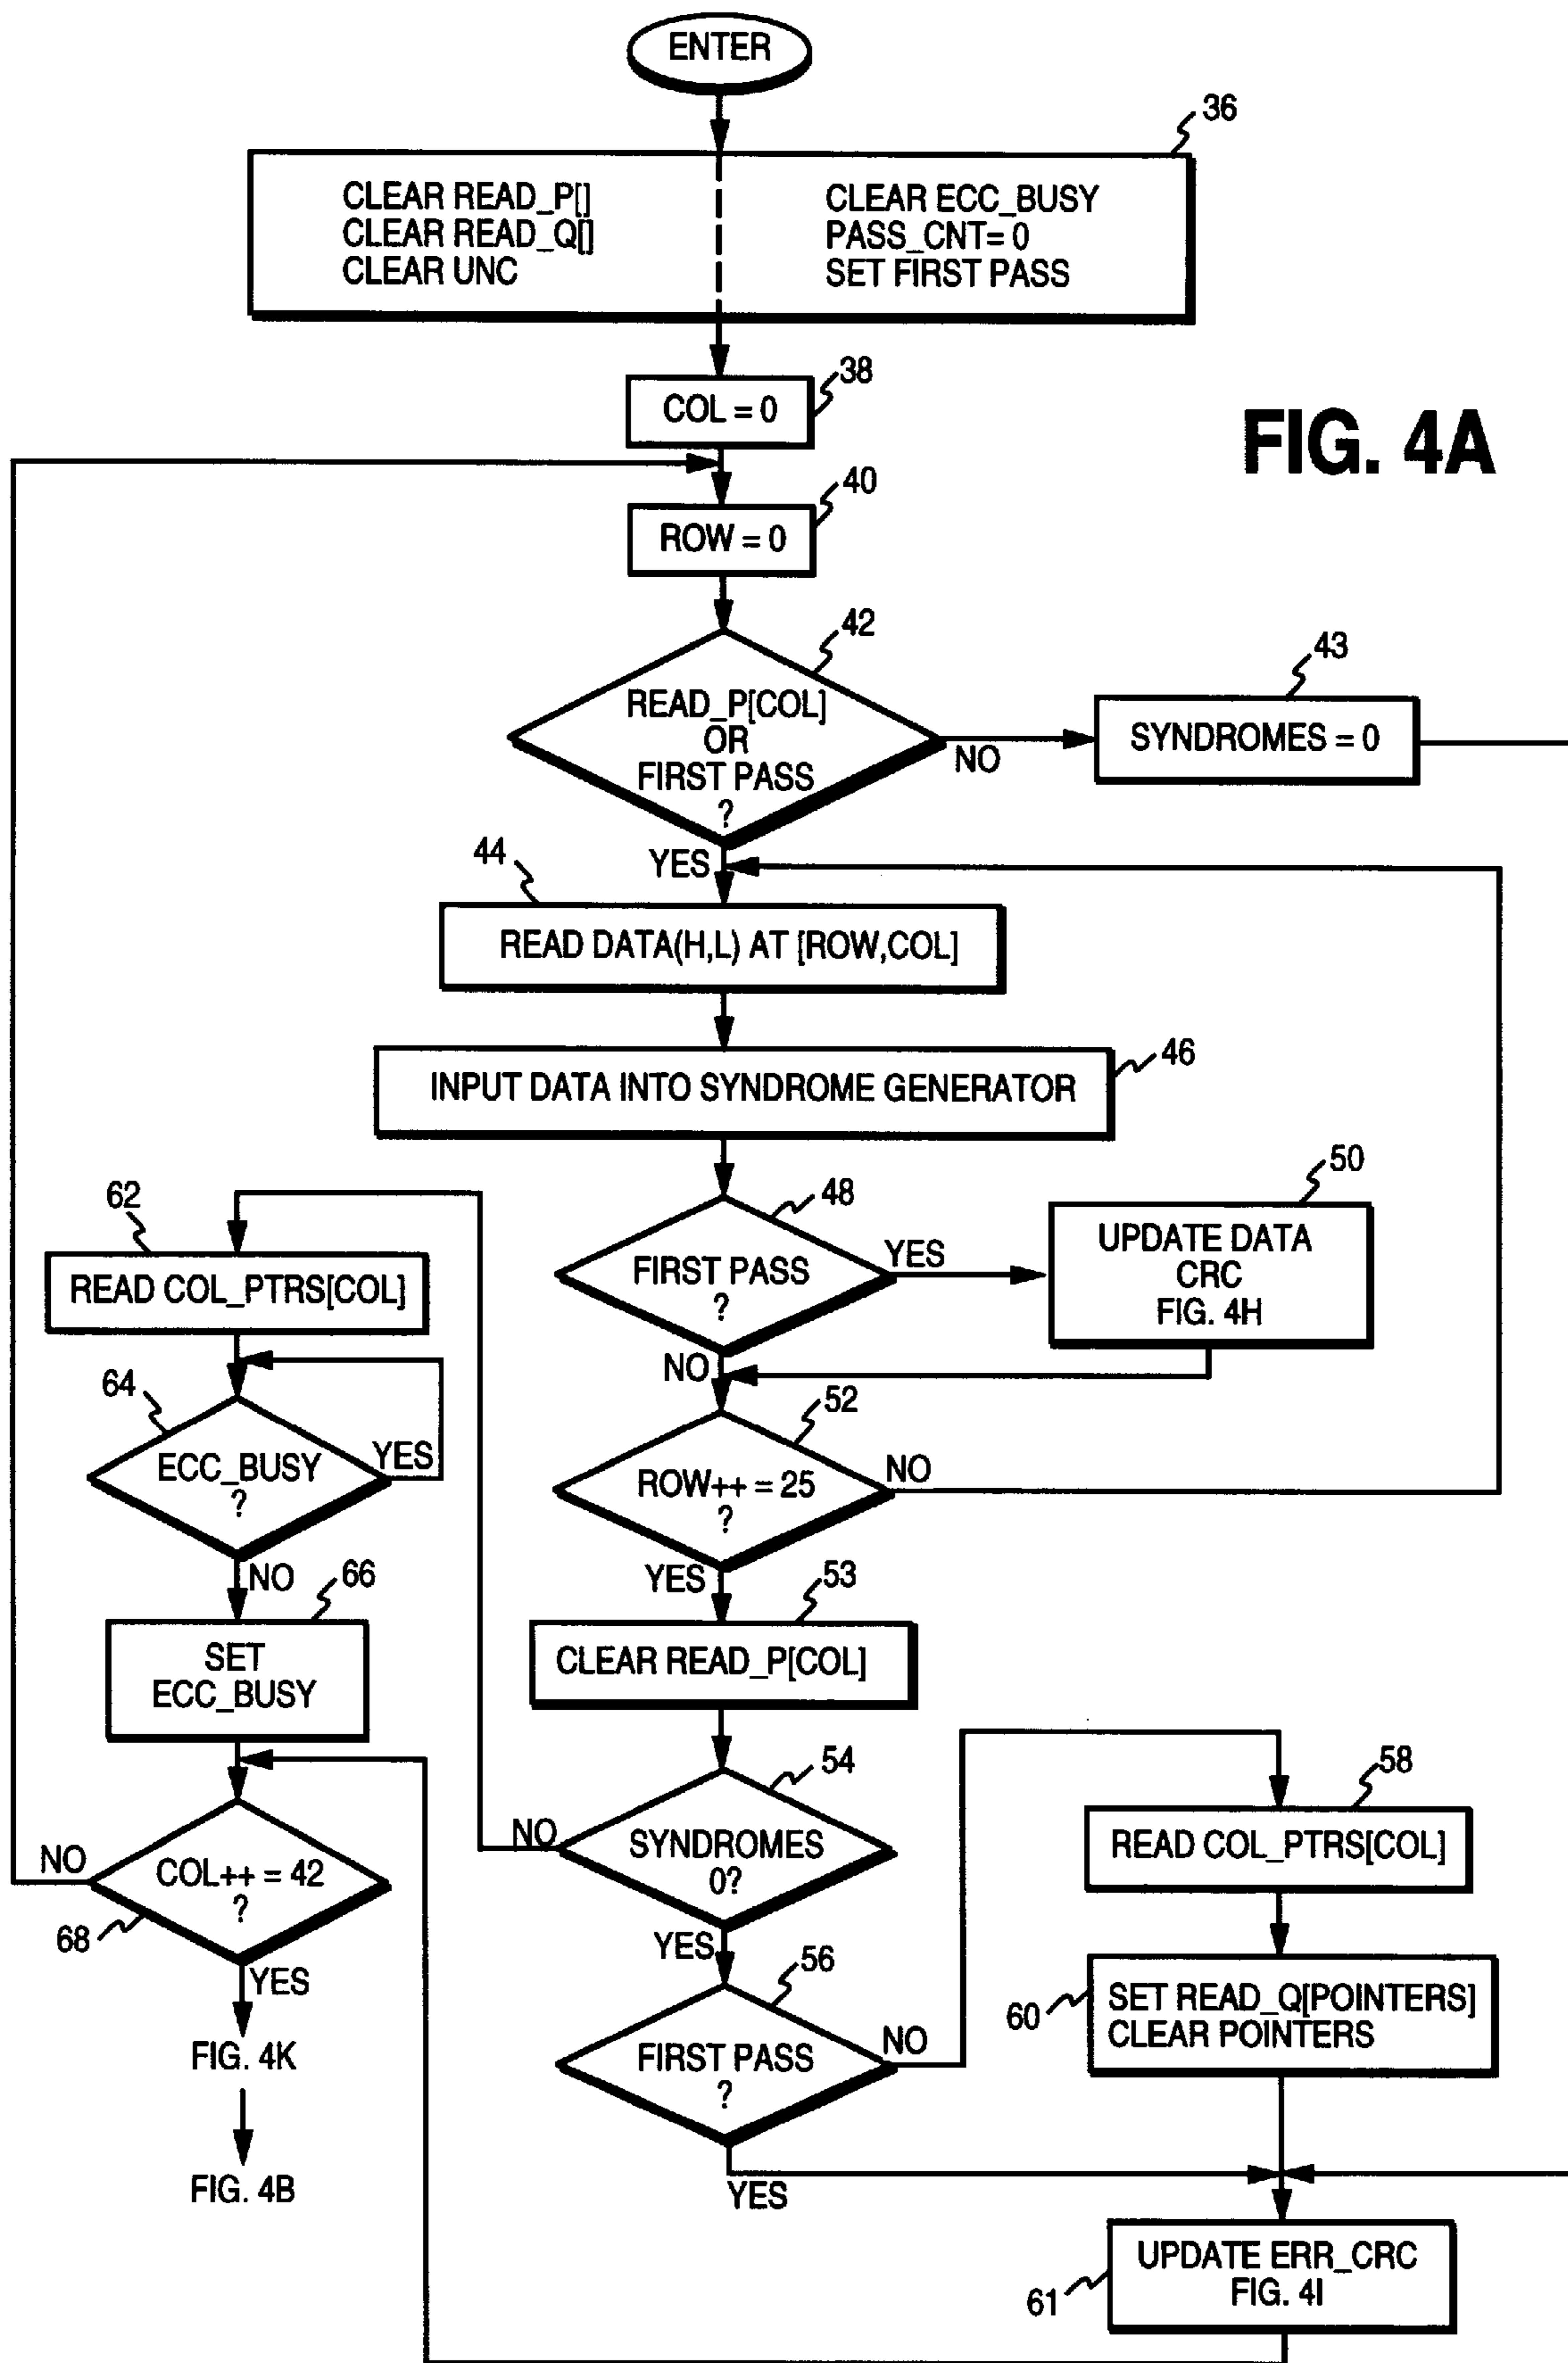 ENTER
36
CLEAR READ_P[]
CLEAR READ_Q[]
CLEAR UNC
CLEAR ECC_BUSY
PASS_CNT= 0
SET FIRST PASS
38
COL = 0
FIG. 4A
40
ROW = 0
42
READ_P[COL]
OR
FIRST PASS
?
NO
43
SYNDROMES = 0
YES
44
READ DATA(H,L) AT [ROW,COL]
46
INPUT DATA INTO SYNDROME GENERATOR
48
FIRST PASS
?
YES
50
UPDATE DATA
CRC
FIG. 4H
NO
52
ROW++ = 25
?
NO
YES
53
CLEAR READ_P[COL]
54
SYNDROMES
0?
NO
YES
56
FIRST PASS
?
NO
YES
58
READ COL_PTRS[COL]
60
SET READ_Q[POINTERS]
CLEAR POINTERS
61
UPDATE ERR_CRC
FIG. 4I
62
READ COL_PTRS[COL]
64
ECC_BUSY
?
YES
NO
66
SET
ECC_BUSY
68
COL++ = 42
?
NO
YES
FIG. 4K
FIG. 4B